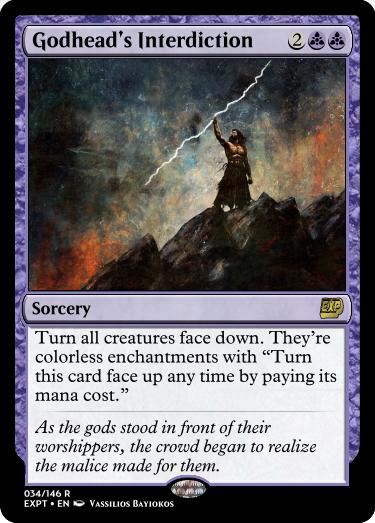 Godhead's Interdiction 2
EXP
Sorcery
Turn all creatures face down. They're
colorless enchantments with “Turn
this card face up any time by paying its
mana cost.”
As the gods stood in front of their
worshippers, the crowd began to realize
the malice made for them.
034/146 R
EXPT • EN Vassilios Bayiokos